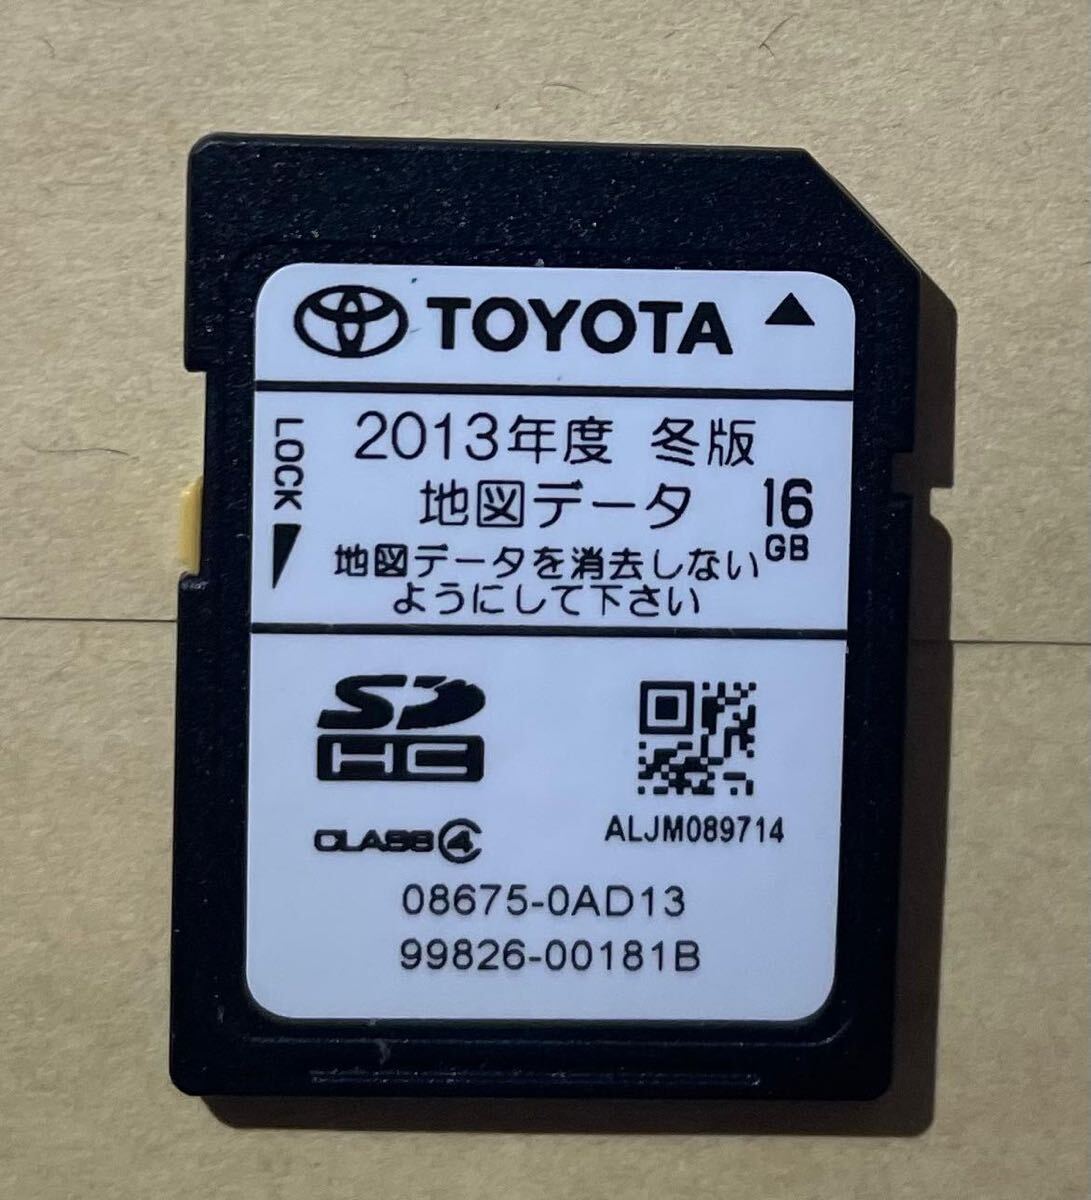 TOYOTA
LOCK
2013年度 冬版
地図データ
16
GB
地図データを消去しない
ようにして下さい
SD
HC
CLASS 4
ALJM089714
08675-0AD13
99826-00181B